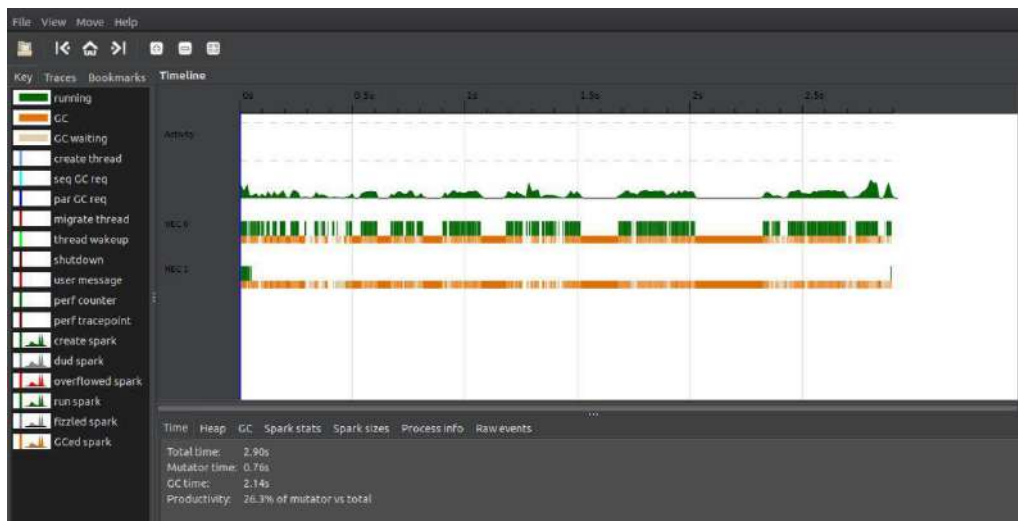 File View Move Help
Key Traces Bookmarks Timeline
running
GC
GC waiting
create thread
seq GC req
par GC req
migrate thread
thread wakeup
shutdown
user message
perf counter
perf tracepoint
create spark
dud spark
overflowed spark
run spark
fizzled spark
GCed spark
0s 0.5s 1s 1.5s 2s 2.5s
Activity
HEC 0
HEC 1
Time Heap GC Spark stats Spark sizes Process info Raw events
Total time: 2.90s
Mutator time: 0.76s
GC time: 2.14s
Productivity: 26.3% of mutator vs total